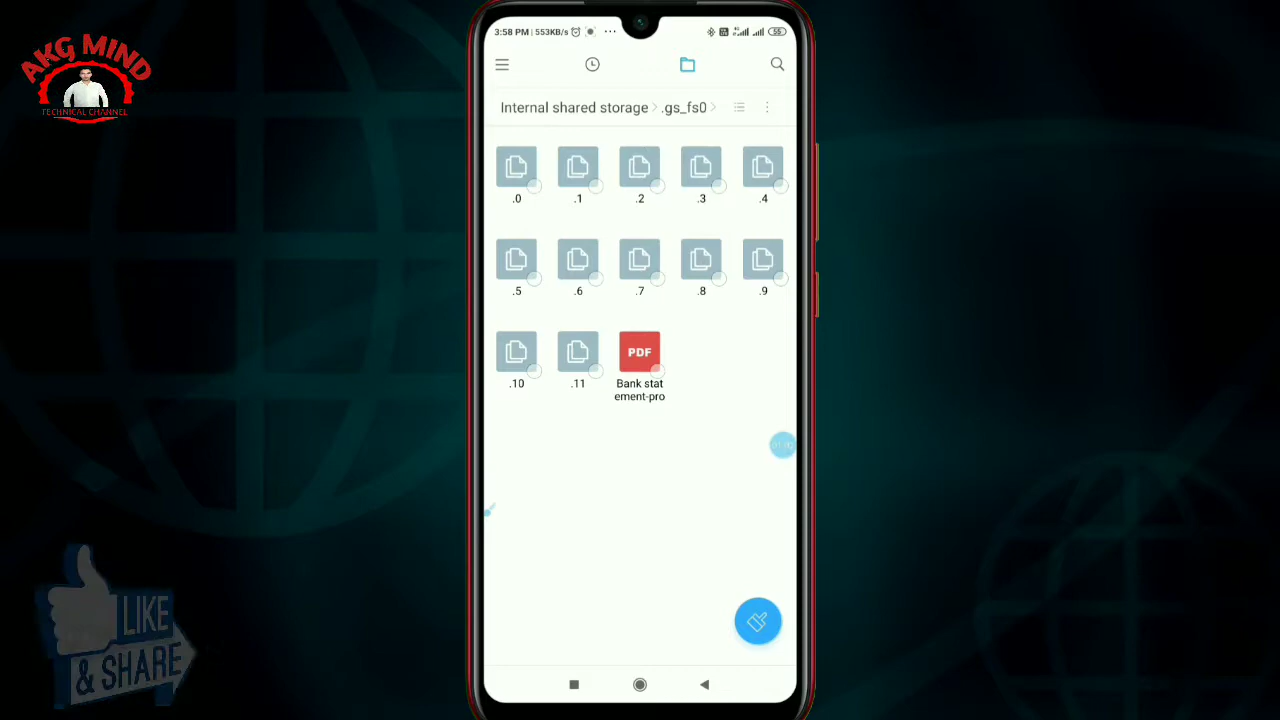 AKG MIND
TECHNICAL CHANNEL
3:58 PM | 553KB/s ... 55
Internal shared storage > .gs_fs0 >
.0 .1 .2 .3 .4
.5 .6 .7 .8 .9
PDF
.10 .11 Bank stat
ement-pro
LIKE
& SHARE